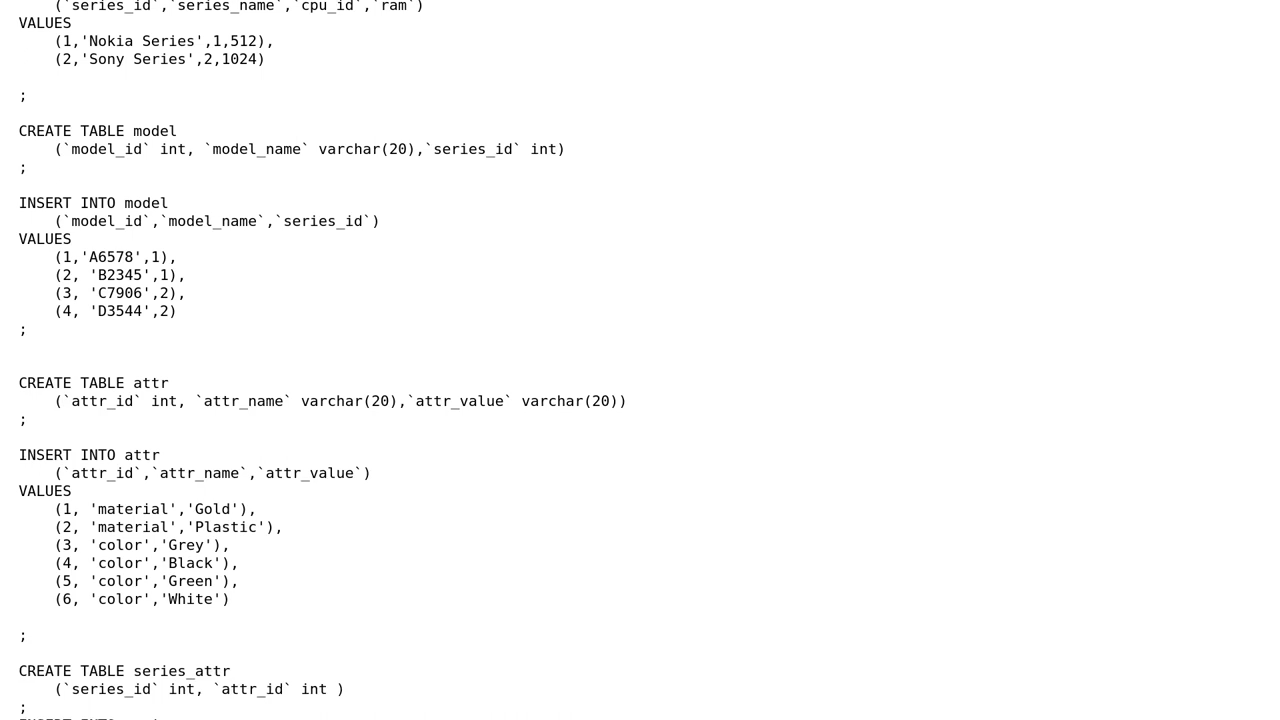 (`series_id`,`series_name`,`cpu_id`,`ram`)
VALUES
(1,'Nokia Series',1,512),
(2,'Sony Series',2,1024)
;
CREATE TABLE model
(`model_id` int, `model_name` varchar(20),`series_id` int)
;
INSERT INTO model
(`model_id`,`model_name`,`series_id`)
VALUES
(1,'A6578',1),
(2, 'B2345',1),
(3, 'C7906',2),
(4, 'D3544',2)
;
CREATE TABLE attr
(`attr_id` int, `attr_name` varchar(20),`attr_value` varchar(20))
;
INSERT INTO attr
(`attr_id`,`attr_name`,`attr_value`)
VALUES
(1, 'material','Gold'),
(2, 'material','Plastic'),
(3, 'color','Grey'),
(4, 'color','Black'),
(5, 'color','Green'),
(6, 'color','White')
;
CREATE TABLE series_attr
(`series_id` int, `attr_id` int )
;